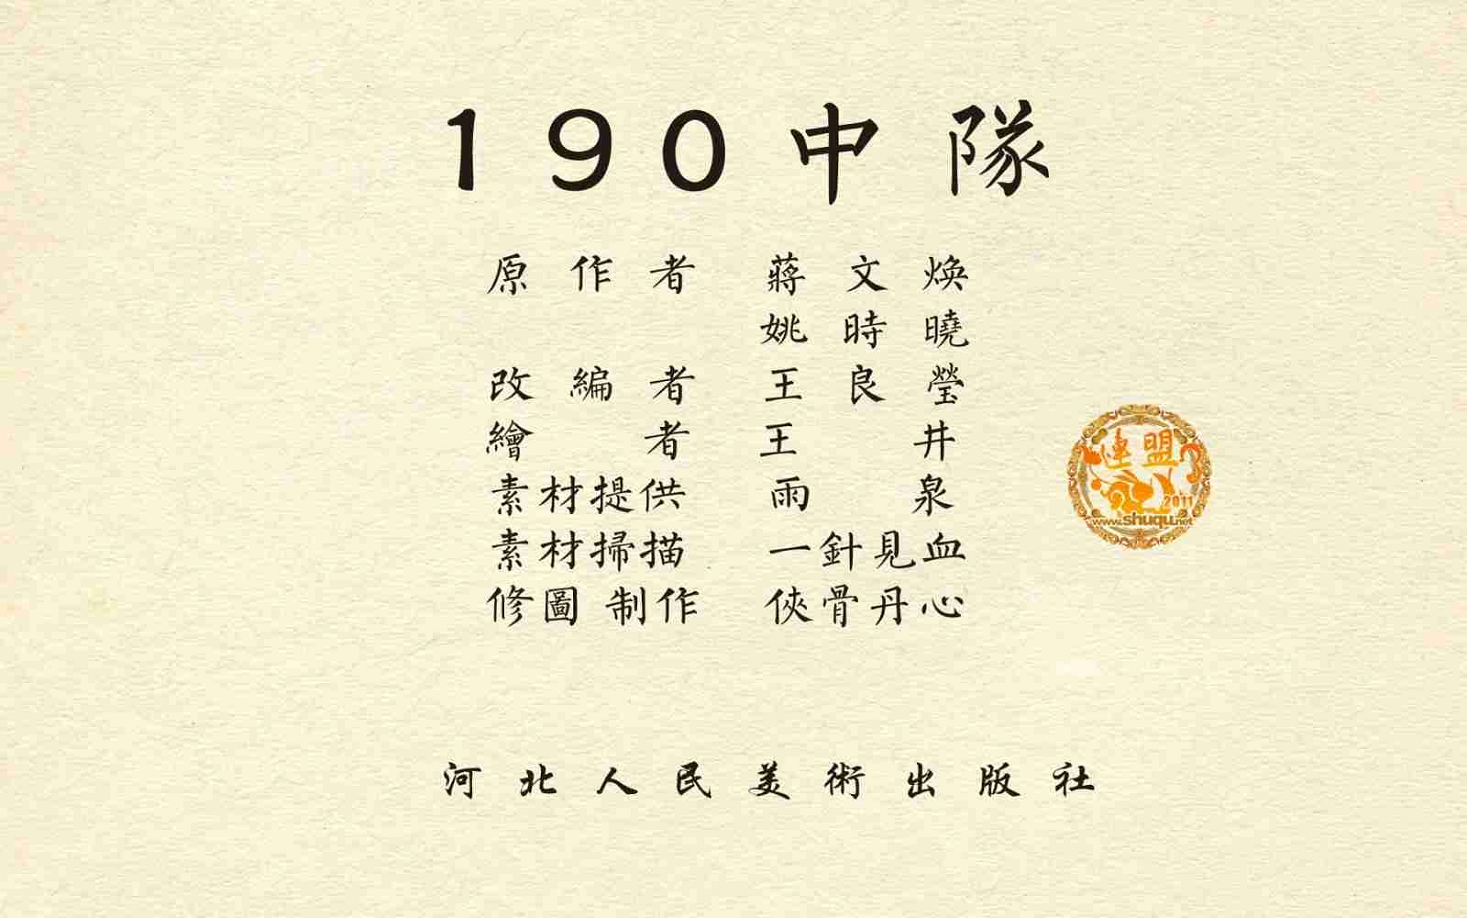 190中隊
原作者 蔣文煥
姚時曉
改編者 王良瑩
繪者 王井
素材提供 雨泉
素材掃描 一針見血
修圖 制作 俠骨丹心
連盟
2011
www.shuqu.net
河北人民美術出版社